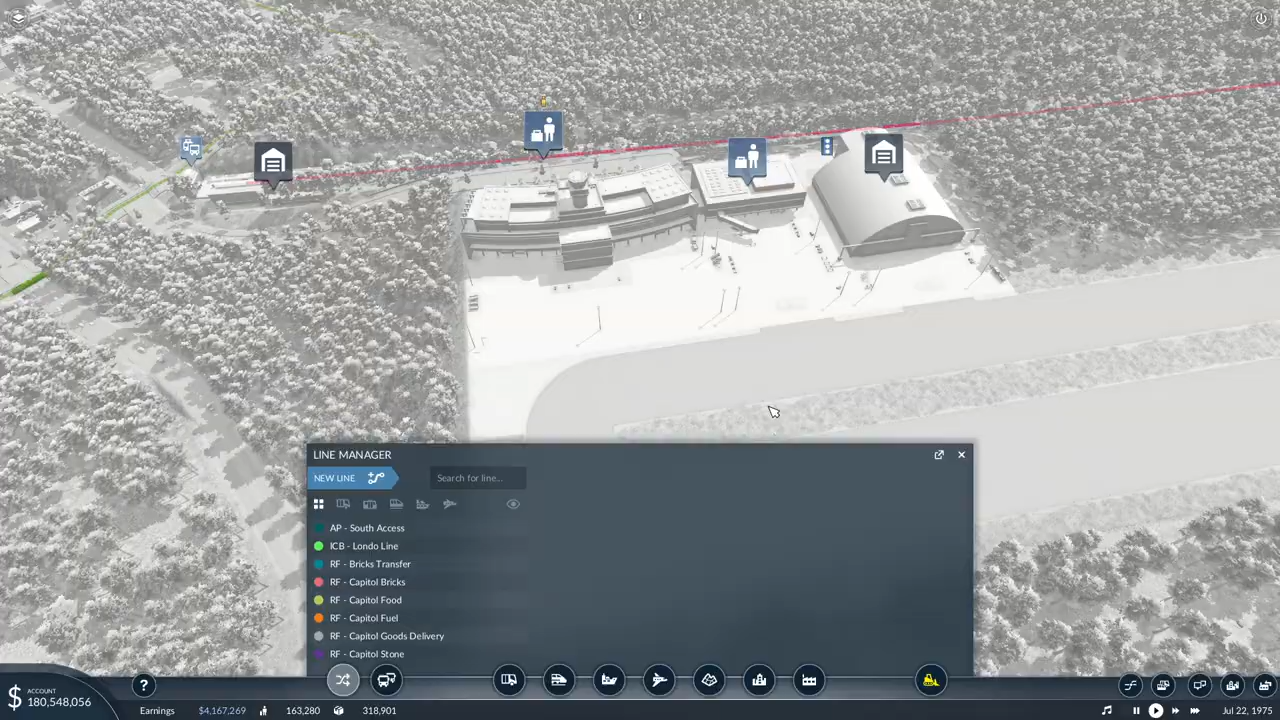 LINE MANAGER
NEW LINE
Search for line...
AP - South Access
ICB - Londo Line
RF - Bricks Transfer
RF - Capitol Bricks
RF - Capitol Food
RF - Capitol Fuel
RF - Capitol Goods Delivery
RF - Capitol Stone
$ ACCOUNT
180,548,056
?
Earnings $4,167,269 163,280 318,901 Jul 22, 1975